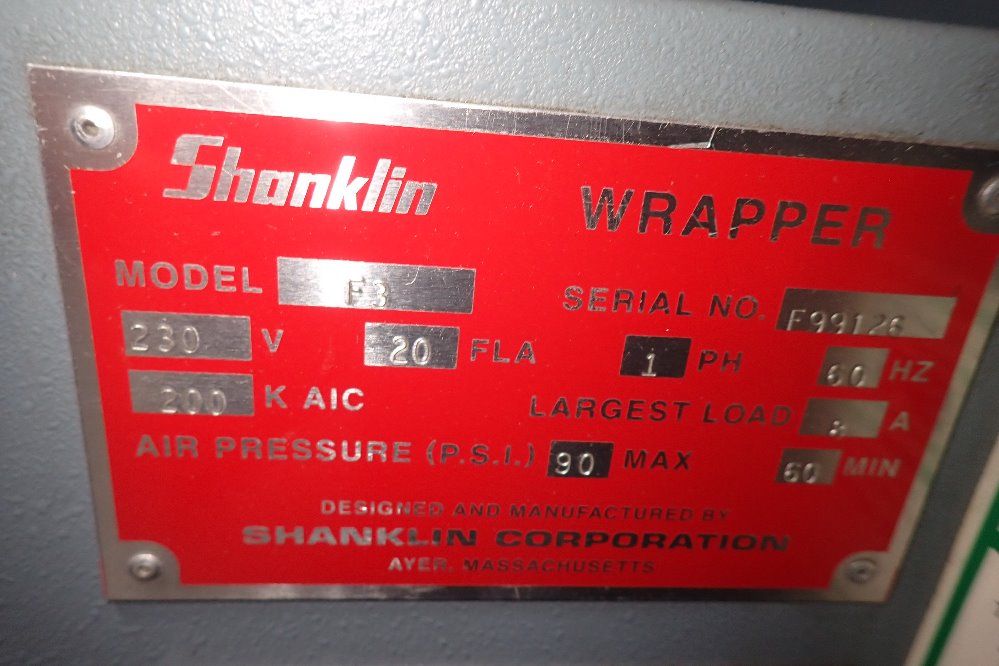 Shanklin WRAPPER
MODEL F3 SERIAL NO. F99126
230 V 20 FLA 1 PH 60 HZ
200 K AIC LARGEST LOAD 8 A
AIR PRESSURE (P.S.I.) 90 MAX 60 MIN
DESIGNED AND MANUFACTURED BY
SHANKLIN CORPORATION
AYER, MASSACHUSETTS